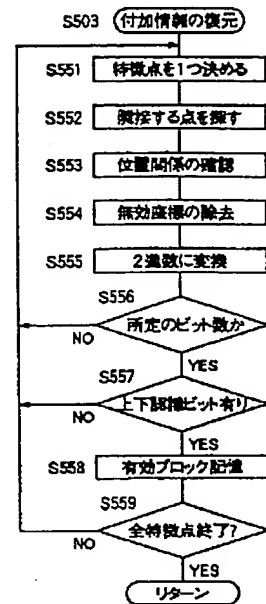 S503 付加情報の復元
S551 特徴点を1つ決める
S552 隣接する点を探す
S553 位置関係の確認
S554 無効座標の除去
S555 2進数に変換
S556
所定のビット数か
NO
YES
S557
上下認識ビット有り
NO
YES
S558 有効ブロック記憶
S559
全特徴点終了?
NO
YES
リターン